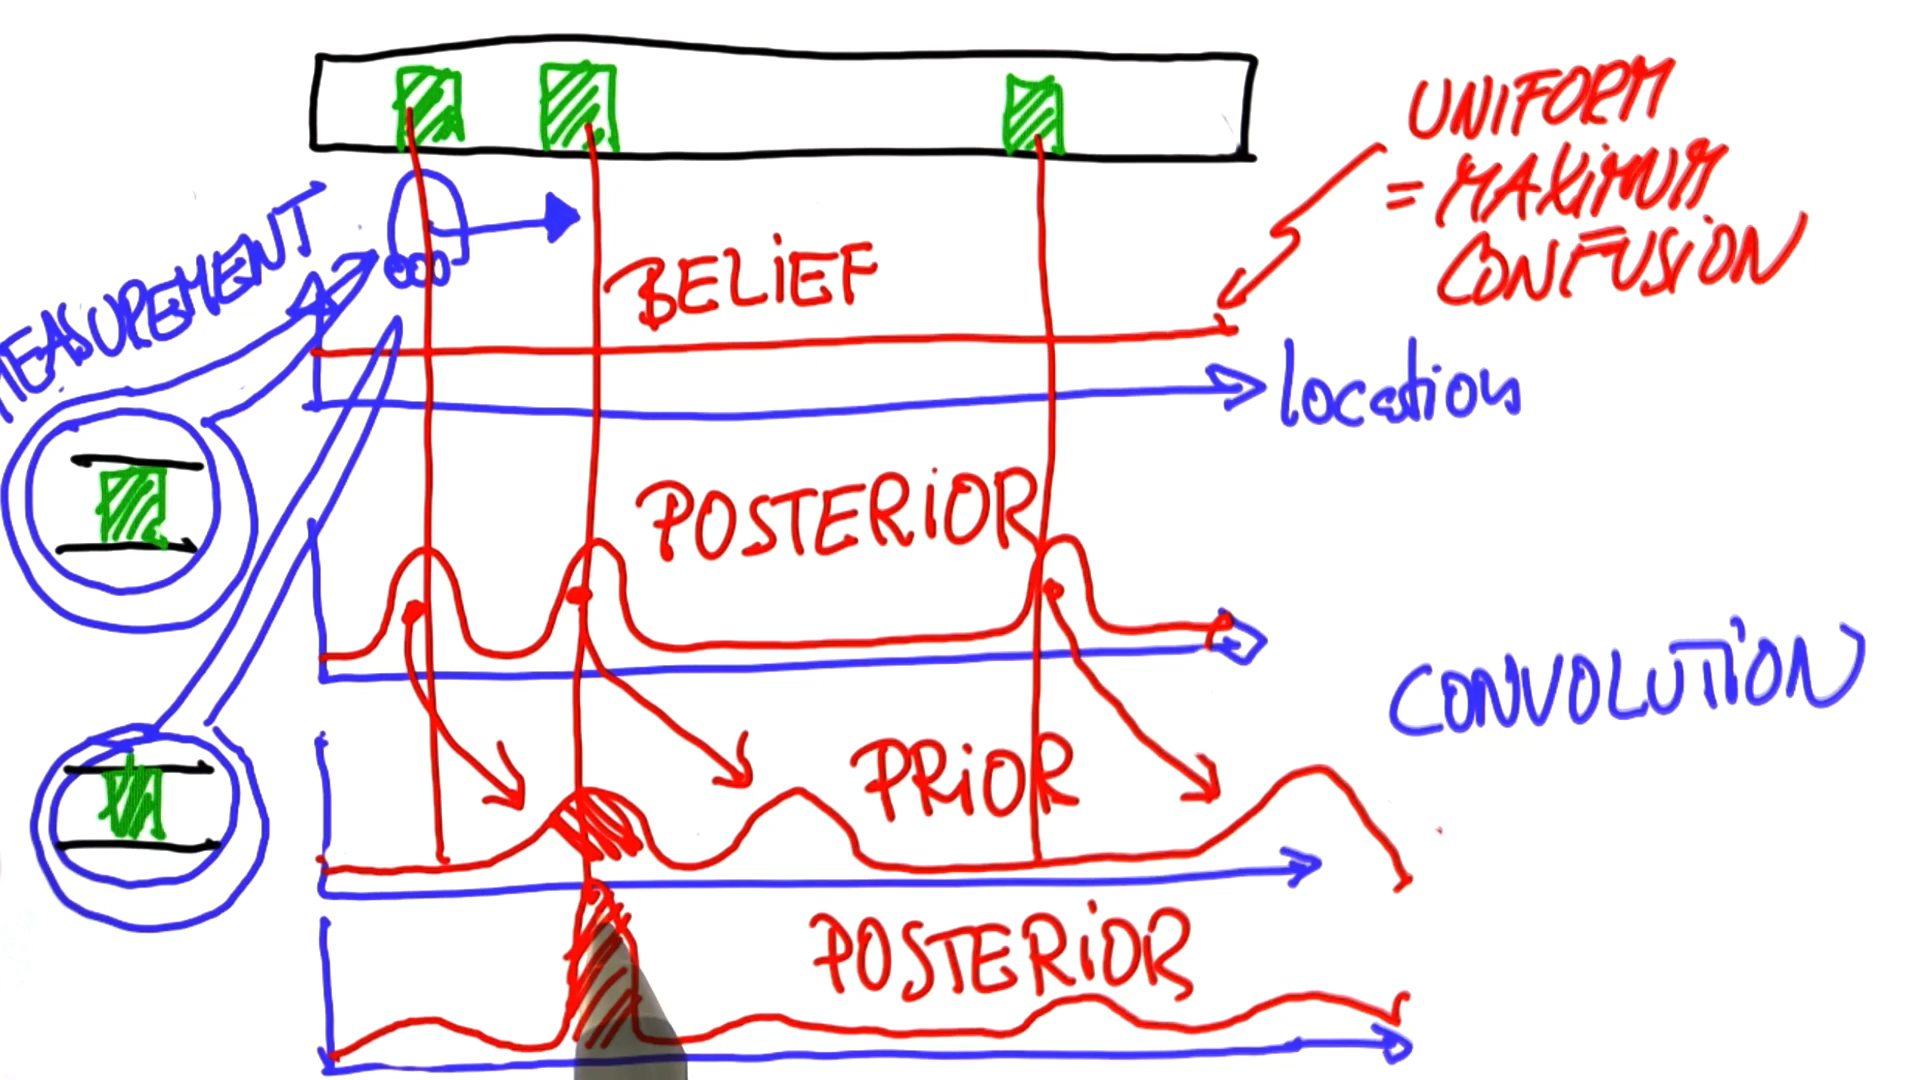 UNIFORM
= MAXIMUM
CONFUSION
MEASUREMENT
BELIEF
location
POSTERIOR
CONVOLUTION
PRIOR
POSTERIOR